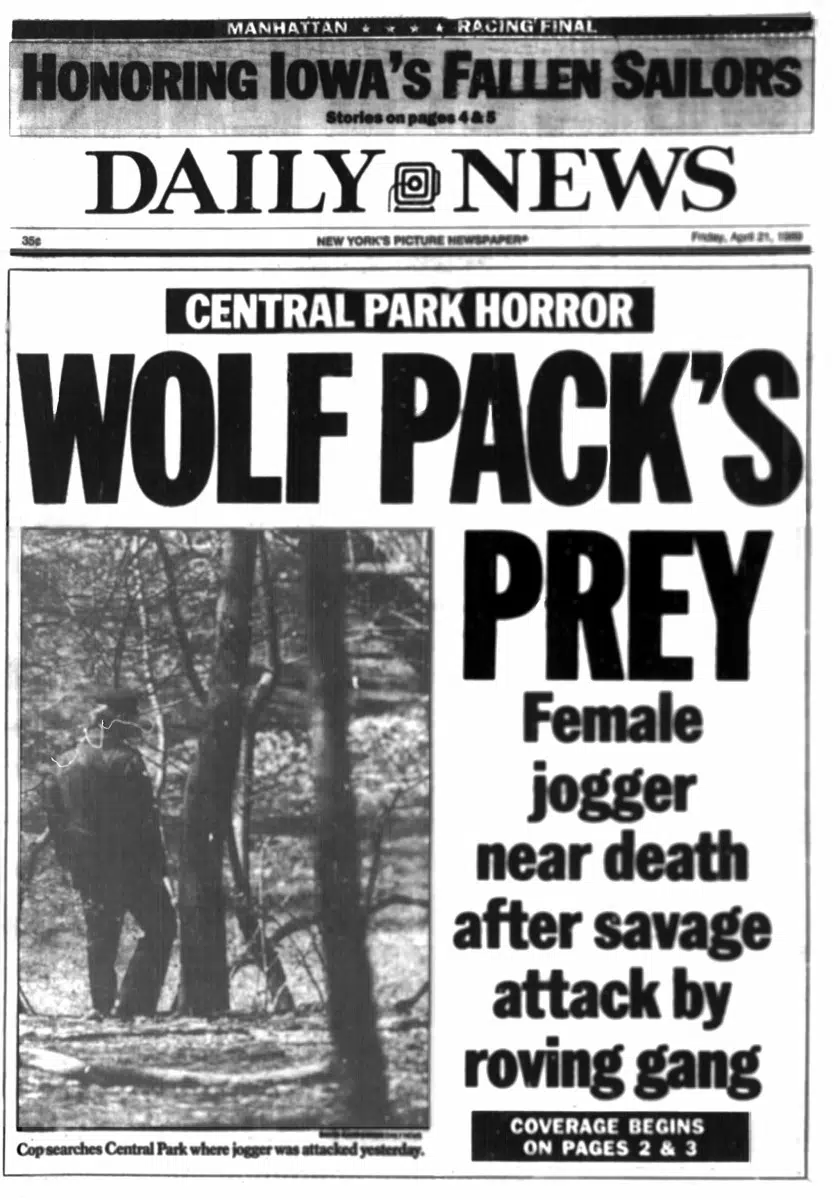 MANHATTAN ★ ★ ★ ★ RACING FINAL
HONORING IOWA'S FALLEN SAILORS
Stories on pages 4 & 5
DAILY NEWS
35¢ NEW YORK'S PICTURE NEWSPAPER® Friday, April 21, 1989
CENTRAL PARK HORROR
WOLF PACK'S
PREY
Female
jogger
near death
after savage
attack by
roving gang
COVERAGE BEGINS
ON PAGES 2 & 3
Cop searches Central Park where jogger was attacked yesterday.